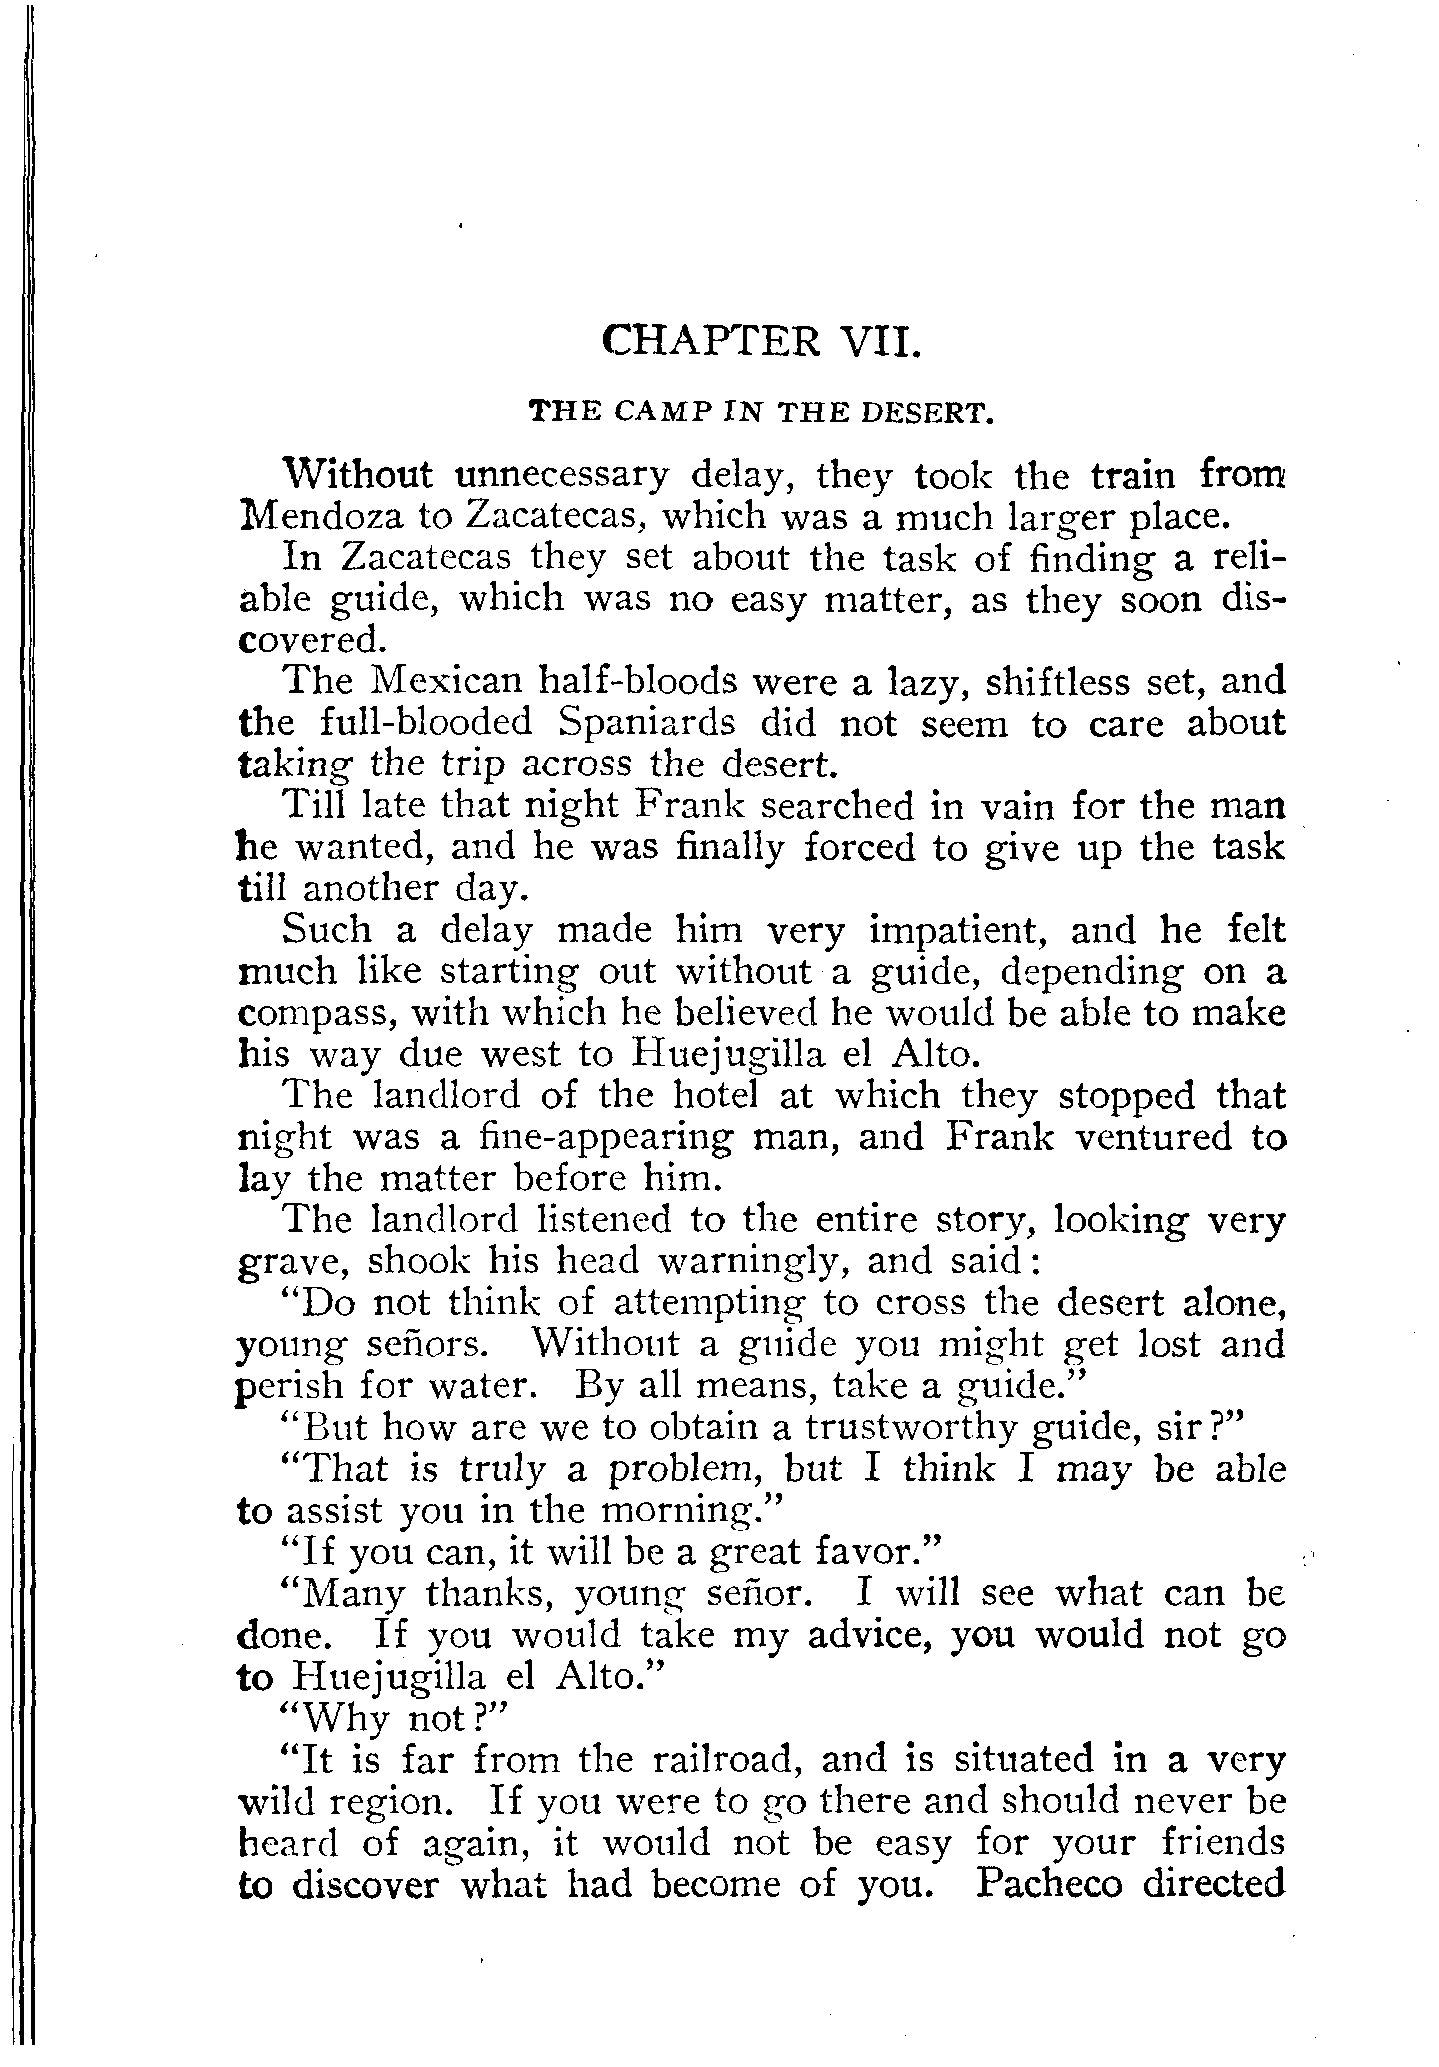 CHAPTER VII.
THE CAMP IN THE DESERT.
Without unnecessary delay, they took the train from
Mendoza to Zacatecas, which was a much larger place.
In Zacatecas they set about the task of finding a reli-
able guide, which was no easy matter, as they soon dis-
covered.
The Mexican half-bloods were a lazy, shiftless set, and
the full-blooded Spaniards did not seem to care about
taking the trip across the desert.
Till late that night Frank searched in vain for the man
he wanted, and he was finally forced to give up the task
till another day.
Such a delay made him very impatient, and he felt
much like starting out without a guide, depending on a
compass, with which he believed he would be able to make
his way due west to Huejugilla el Alto.
The landlord of the hotel at which they stopped that
night was a fine-appearing man, and Frank ventured to
lay the matter before him.
The landlord listened to the entire story, looking very
grave, shook his head warningly, and said:
“Do not think of attempting to cross the desert alone,
young señors. Without a guide you might get lost and
perish for water. By all means, take a guide.”
“But how are we to obtain a trustworthy guide, sir?”
“That is truly a problem, but I think I may be able
to assist you in the morning.”
“If you can, it will be a great favor.”
“Many thanks, young señor. I will see what can be
done. If you would take my advice, you would not go
to Huejugilla el Alto.”
“Why not?”
“It is far from the railroad, and is situated in a very
wild region. If you were to go there and should never be
heard of again, it would not be easy for your friends
to discover what had become of you. Pacheco directed